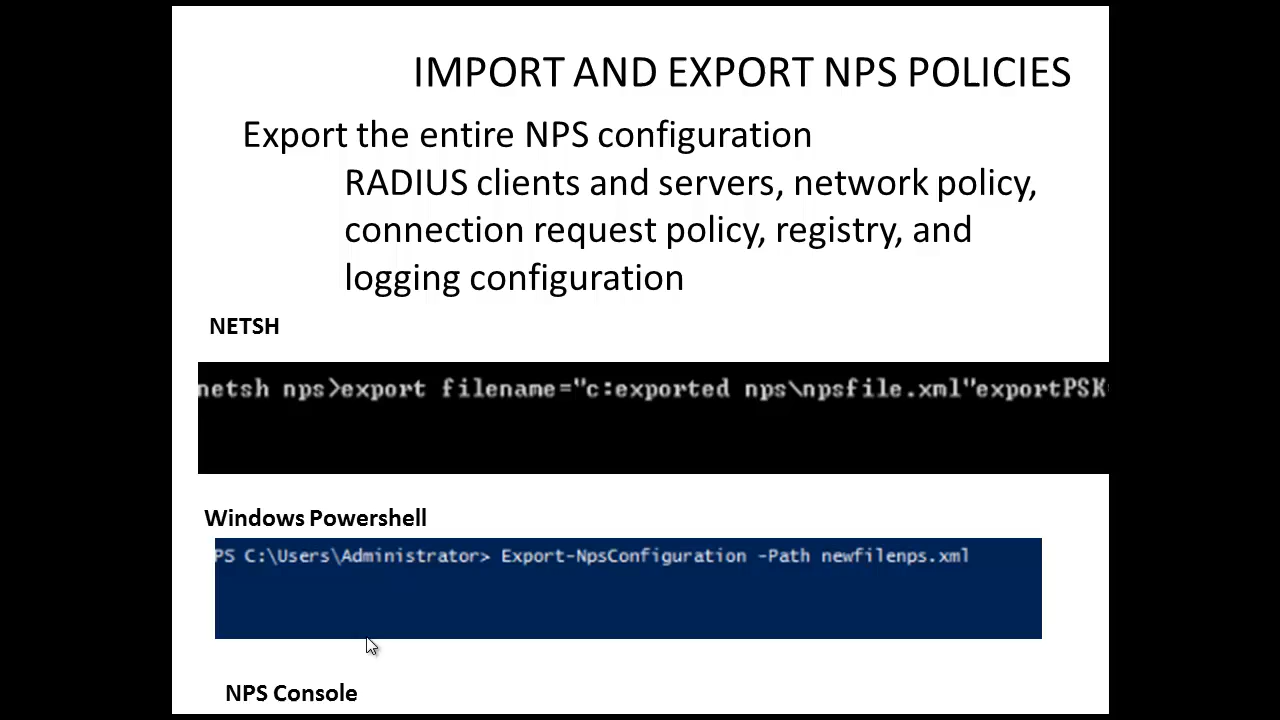 IMPORT AND EXPORT NPS POLICIES
Export the entire NPS configuration
RADIUS clients and servers, network policy,
connection request policy, registry, and
logging configuration
NETSH
netsh nps>export filename="c:exported nps\npsfile.xml"exportPSK
Windows Powershell
PS C:\Users\Administrator> Export-NpsConfiguration -Path newfilenps.xml
NPS Console